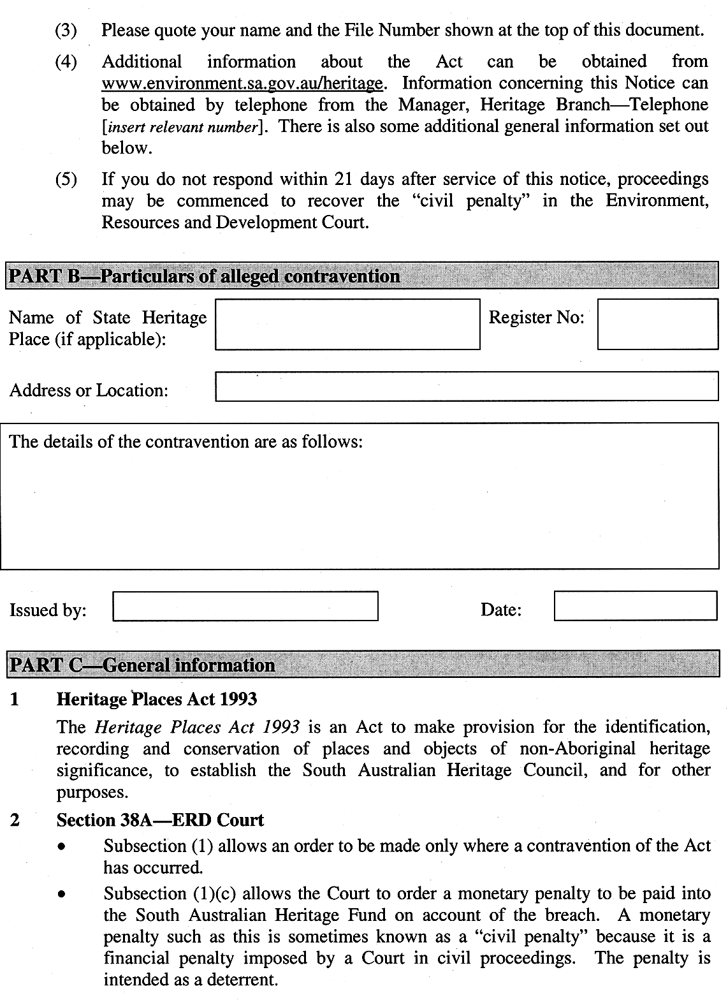 (3) Please quote your name and the File Number shown at the top of this document.
(4) Additional information about the Act can be obtained from
www.environment.sa.gov.au/heritage. Information concerning this Notice can
be obtained by telephone from the Manager, Heritage Branch—Telephone
[insert relevant number]. There is also some additional general information set out
below.
(5) If you do not respond within 21 days after service of this notice, proceedings
may be commenced to recover the “civil penalty” in the Environment,
Resources and Development Court.
PART B—Particulars of alleged contravention
Name of State Heritage Register No:
Place (if applicable):
Address or Location:
The details of the contravention are as follows:
Issued by: Date:
PART C—General information
1 Heritage Places Act 1993
The Heritage Places Act 1993 is an Act to make provision for the identification,
recording and conservation of places and objects of non-Aboriginal heritage
significance, to establish the South Australian Heritage Council, and for other
purposes.
2 Section 38A—ERD Court
• Subsection (1) allows an order to be made only where a contravention of the Act
has occurred.
• Subsection (1)(c) allows the Court to order a monetary penalty to be paid into
the South Australian Heritage Fund on account of the breach. A monetary
penalty such as this is sometimes known as a “civil penalty” because it is a
financial penalty imposed by a Court in civil proceedings. The penalty is
intended as a deterrent.